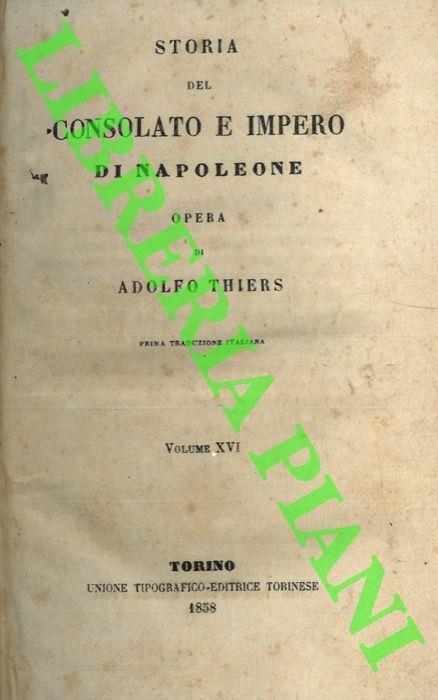 STORIA
DEL
CONSOLATO E IMPERO
DI NAPOLEONE
OPERA
DI
ADOLFO THIERS
PRIMA TRADUZIONE ITALIANA
VOLUME XVI
TORINO
UNIONE TIPOGRAFICO-EDITRICE TORINESE
1858
LIBRERIA PIANI